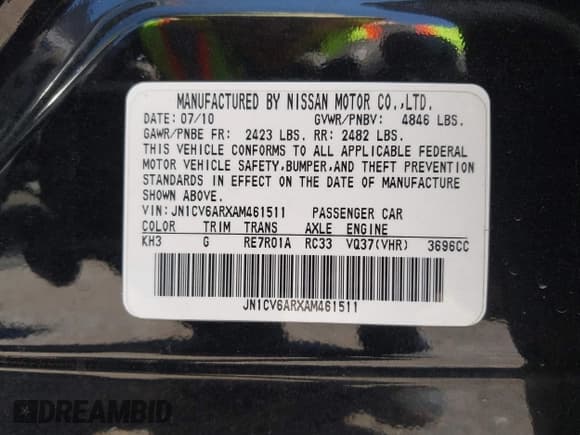 MANUFACTURED BY NISSAN MOTOR CO.,LTD.
DATE: 07/10 GVWR/PNBV: 4846 LBS.
GAWR/PNBE FR: 2423 LBS. RR: 2482 LBS.
THIS VEHICLE CONFORMS TO ALL APPLICABLE FEDERAL
MOTOR VEHICLE SAFETY,BUMPER,AND THEFT PREVENTION
STANDARDS IN EFFECT ON THE DATE OF MANUFACTURE
SHOWN ABOVE.
VIN:JN1CV6ARXAM461511 PASSENGER CAR
COLOR TRIM TRANS AXLE ENGINE
KH3 G RE7R01A RC33 VQ37(VHR) 3696CC
JN1CV6ARXAM461511
DREAMBID